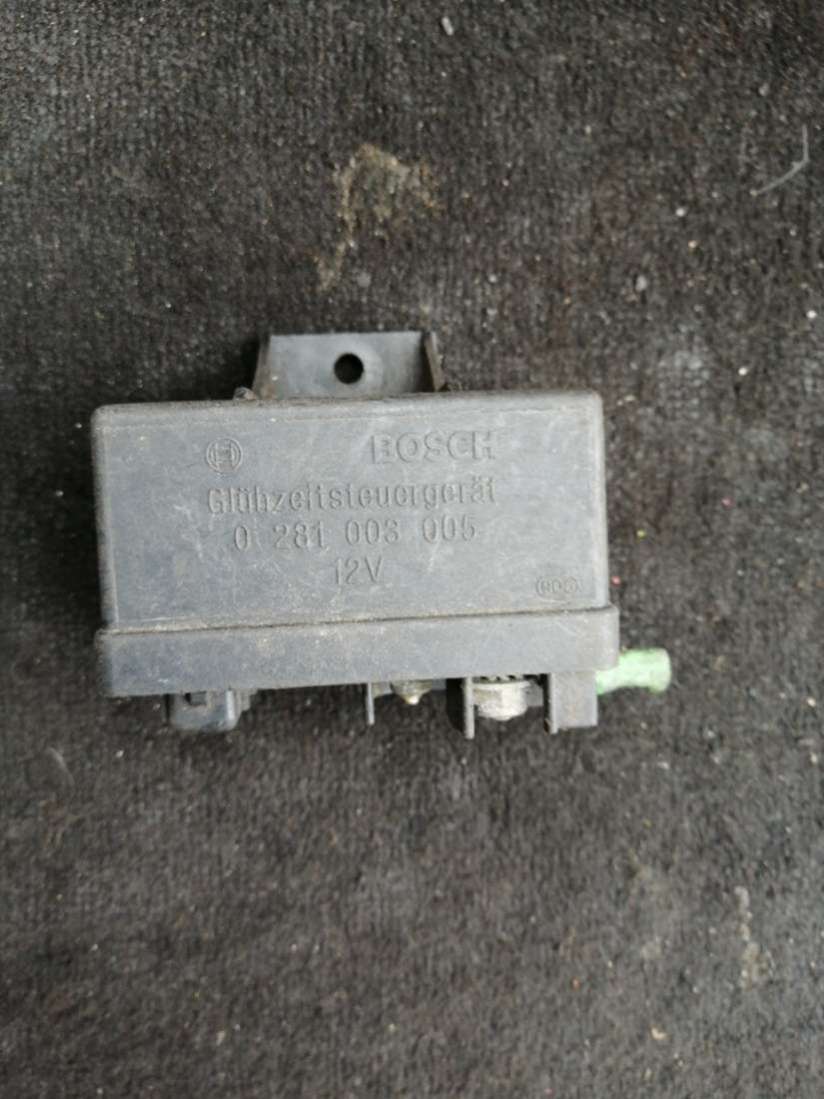 BOSCH
Glühzeitsteuergerät
0 281 003 005
12V